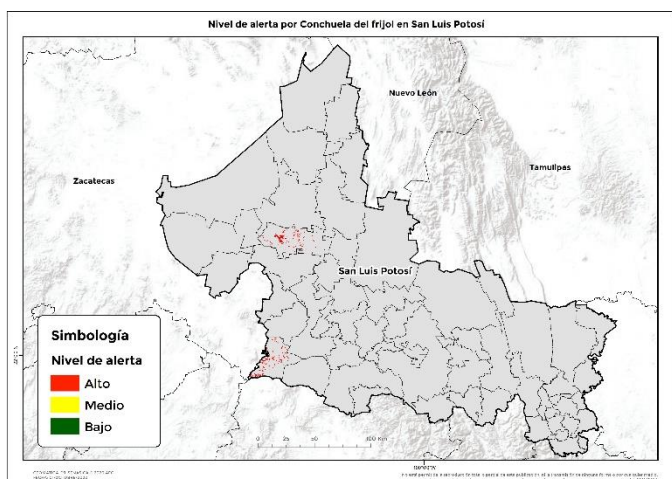 Nivel de alerta por Conchuela del frijol en San Luis Potosí
Nuevo León
Tamaulipas
Zacatecas
San Luis Potosí
Simbología
Nivel de alerta
Alto
Medio
Bajo
0 25 50 100 Km